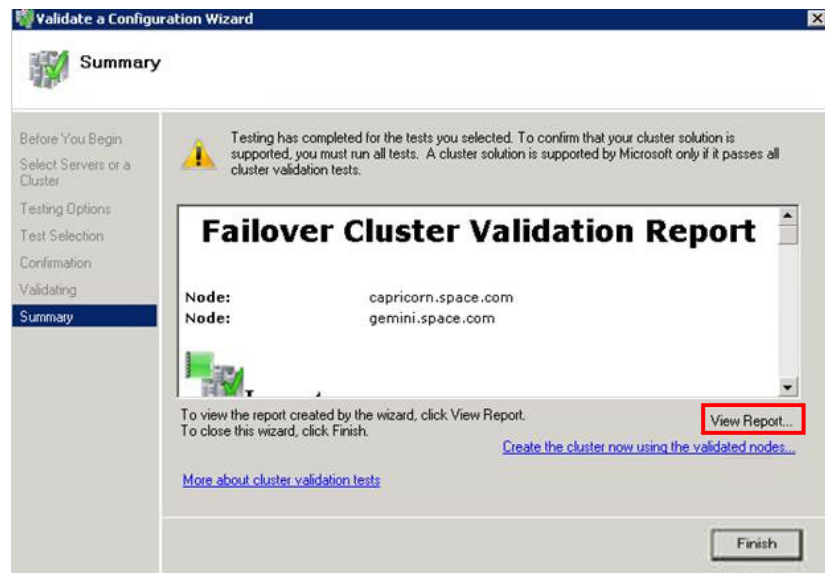 Validate a Configuration Wizard
Summary
Before You Begin
Select Servers or a
Cluster
Testing Options
Test Selection
Confirmation
Validating
Summary
Testing has completed for the tests you selected. To confirm that your cluster solution is
supported, you must run all tests. A cluster solution is supported by Microsoft only if it passes all
cluster validation tests.
Failover Cluster Validation Report
Node: capricorn.space.com
Node: gemini.space.com
To view the report created by the wizard, click View Report.
To close this wizard, click Finish.
View Report...
Create the cluster now using the validated nodes...
More about cluster validation tests
Finish